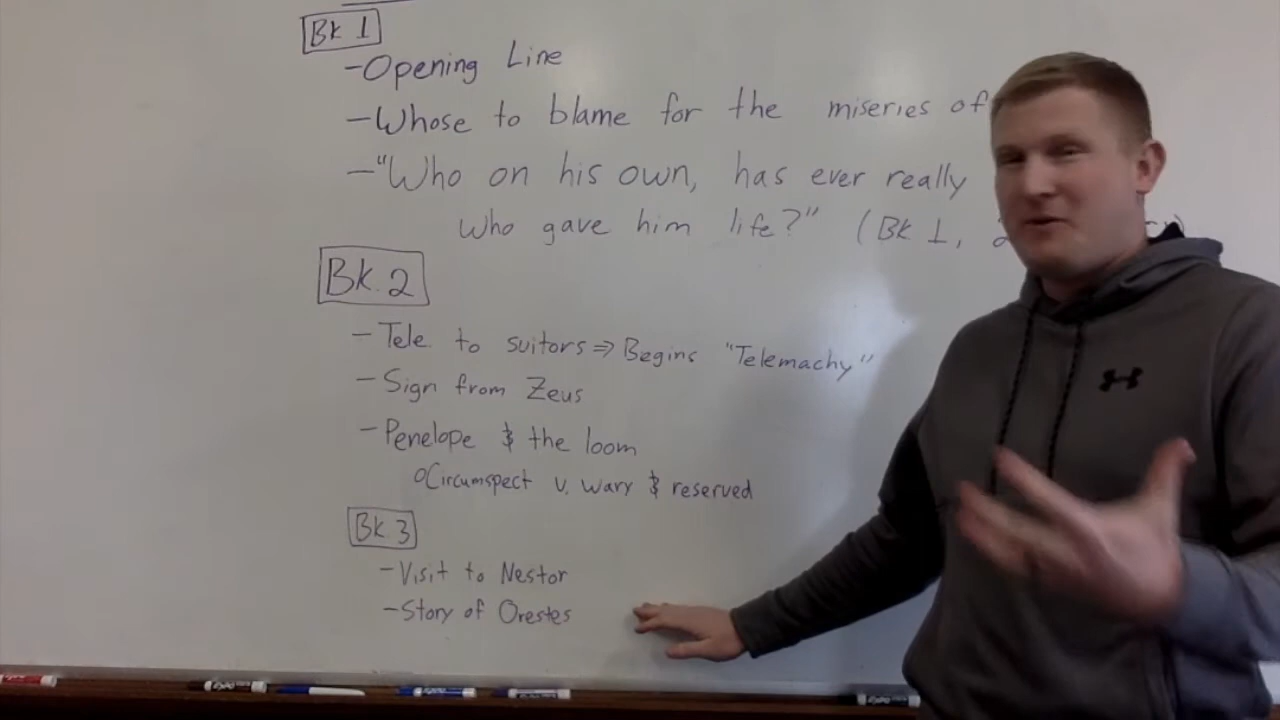 Bk 1
-Opening Line
-Whose to blame for the miseries of
-"Who on his own, has ever really
who gave him life?" (Bk 1,
Bk. 2
-Tele. to suitors⇒Begins "Telemachy"
-Sign from Zeus
-Penelope & the loom
oCircumspect v. wary & reserved
Bk 3
-Visit to Nestor
-Story of Orestes
EXPO